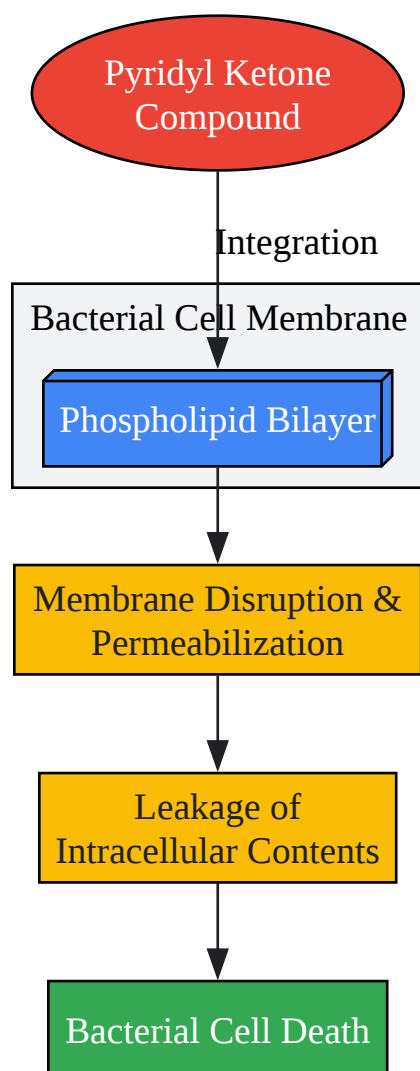 Pyridyl Ketone
Compound
Integration
Bacterial Cell Membrane
Phospholipid Bilayer
Membrane Disruption &
Permeabilization
Leakage of
Intracellular Contents
Bacterial Cell Death